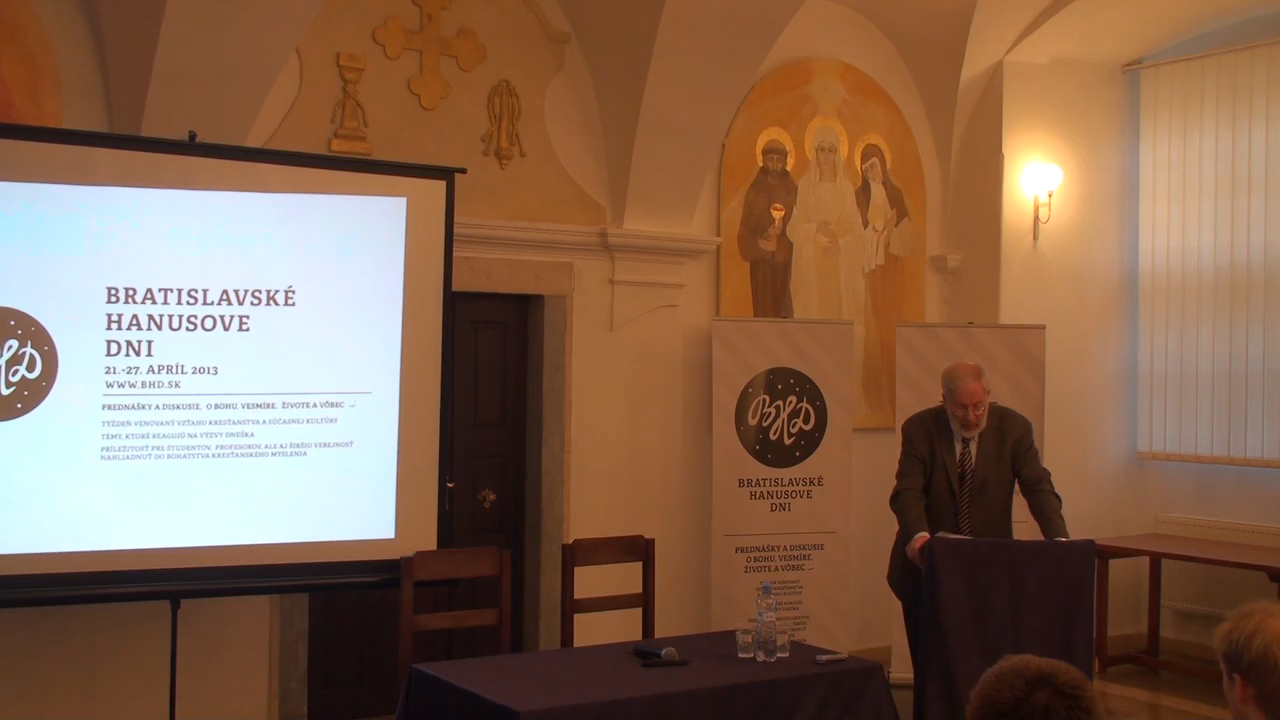 BRATISLAVSKÉ
HANUSOVE
DNI
21.-27. APRÍL 2013
WWW.BHD.SK
PREDNÁŠKY A DISKUSIE, O BOHU, VESMÍRE, ŽIVOTE A VÔBEC ...
TÝŽDEŇ VENOVANÝ VZŤAHU KRESŤANSTVA A SÚČASNEJ KULTÚRY
TÉMY, KTORÉ REAGUJÚ NA VÝZVY DNEŠKA
PRÍLEŽITOSŤ PRE ŠTUDENTOV, PROFESOROV, ALE AJ ŠIRŠIU VEREJNOSŤ
NAHLIADNUŤ DO BOHATSTVA KRESŤANSKÉHO MYSLENIA
HD
BHD
BRATISLAVSKÉ
HANUSOVE
DNI
PREDNÁŠKY A DISKUSIE
O BOHU, VESMÍRE,
ŽIVOTE A VÔBEC ...